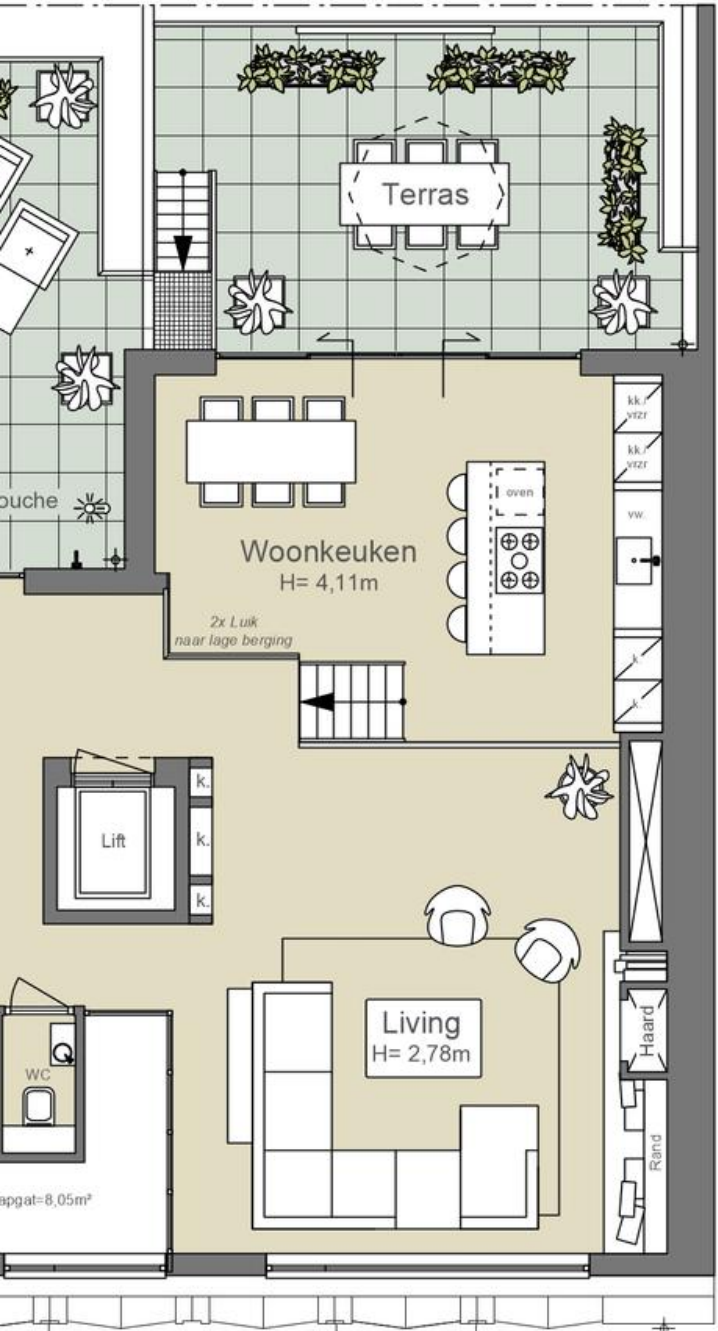 Terras
kk./
vrzr
kk./
vrzr
oven
vw.
ouche
Woonkeuken
H= 4,11m
2x Luik
naar lage berging
k.
k.
k.
Lift
k.
k.
Living
H= 2,78m
Haard
WC
Rand
apgat=8,05m²